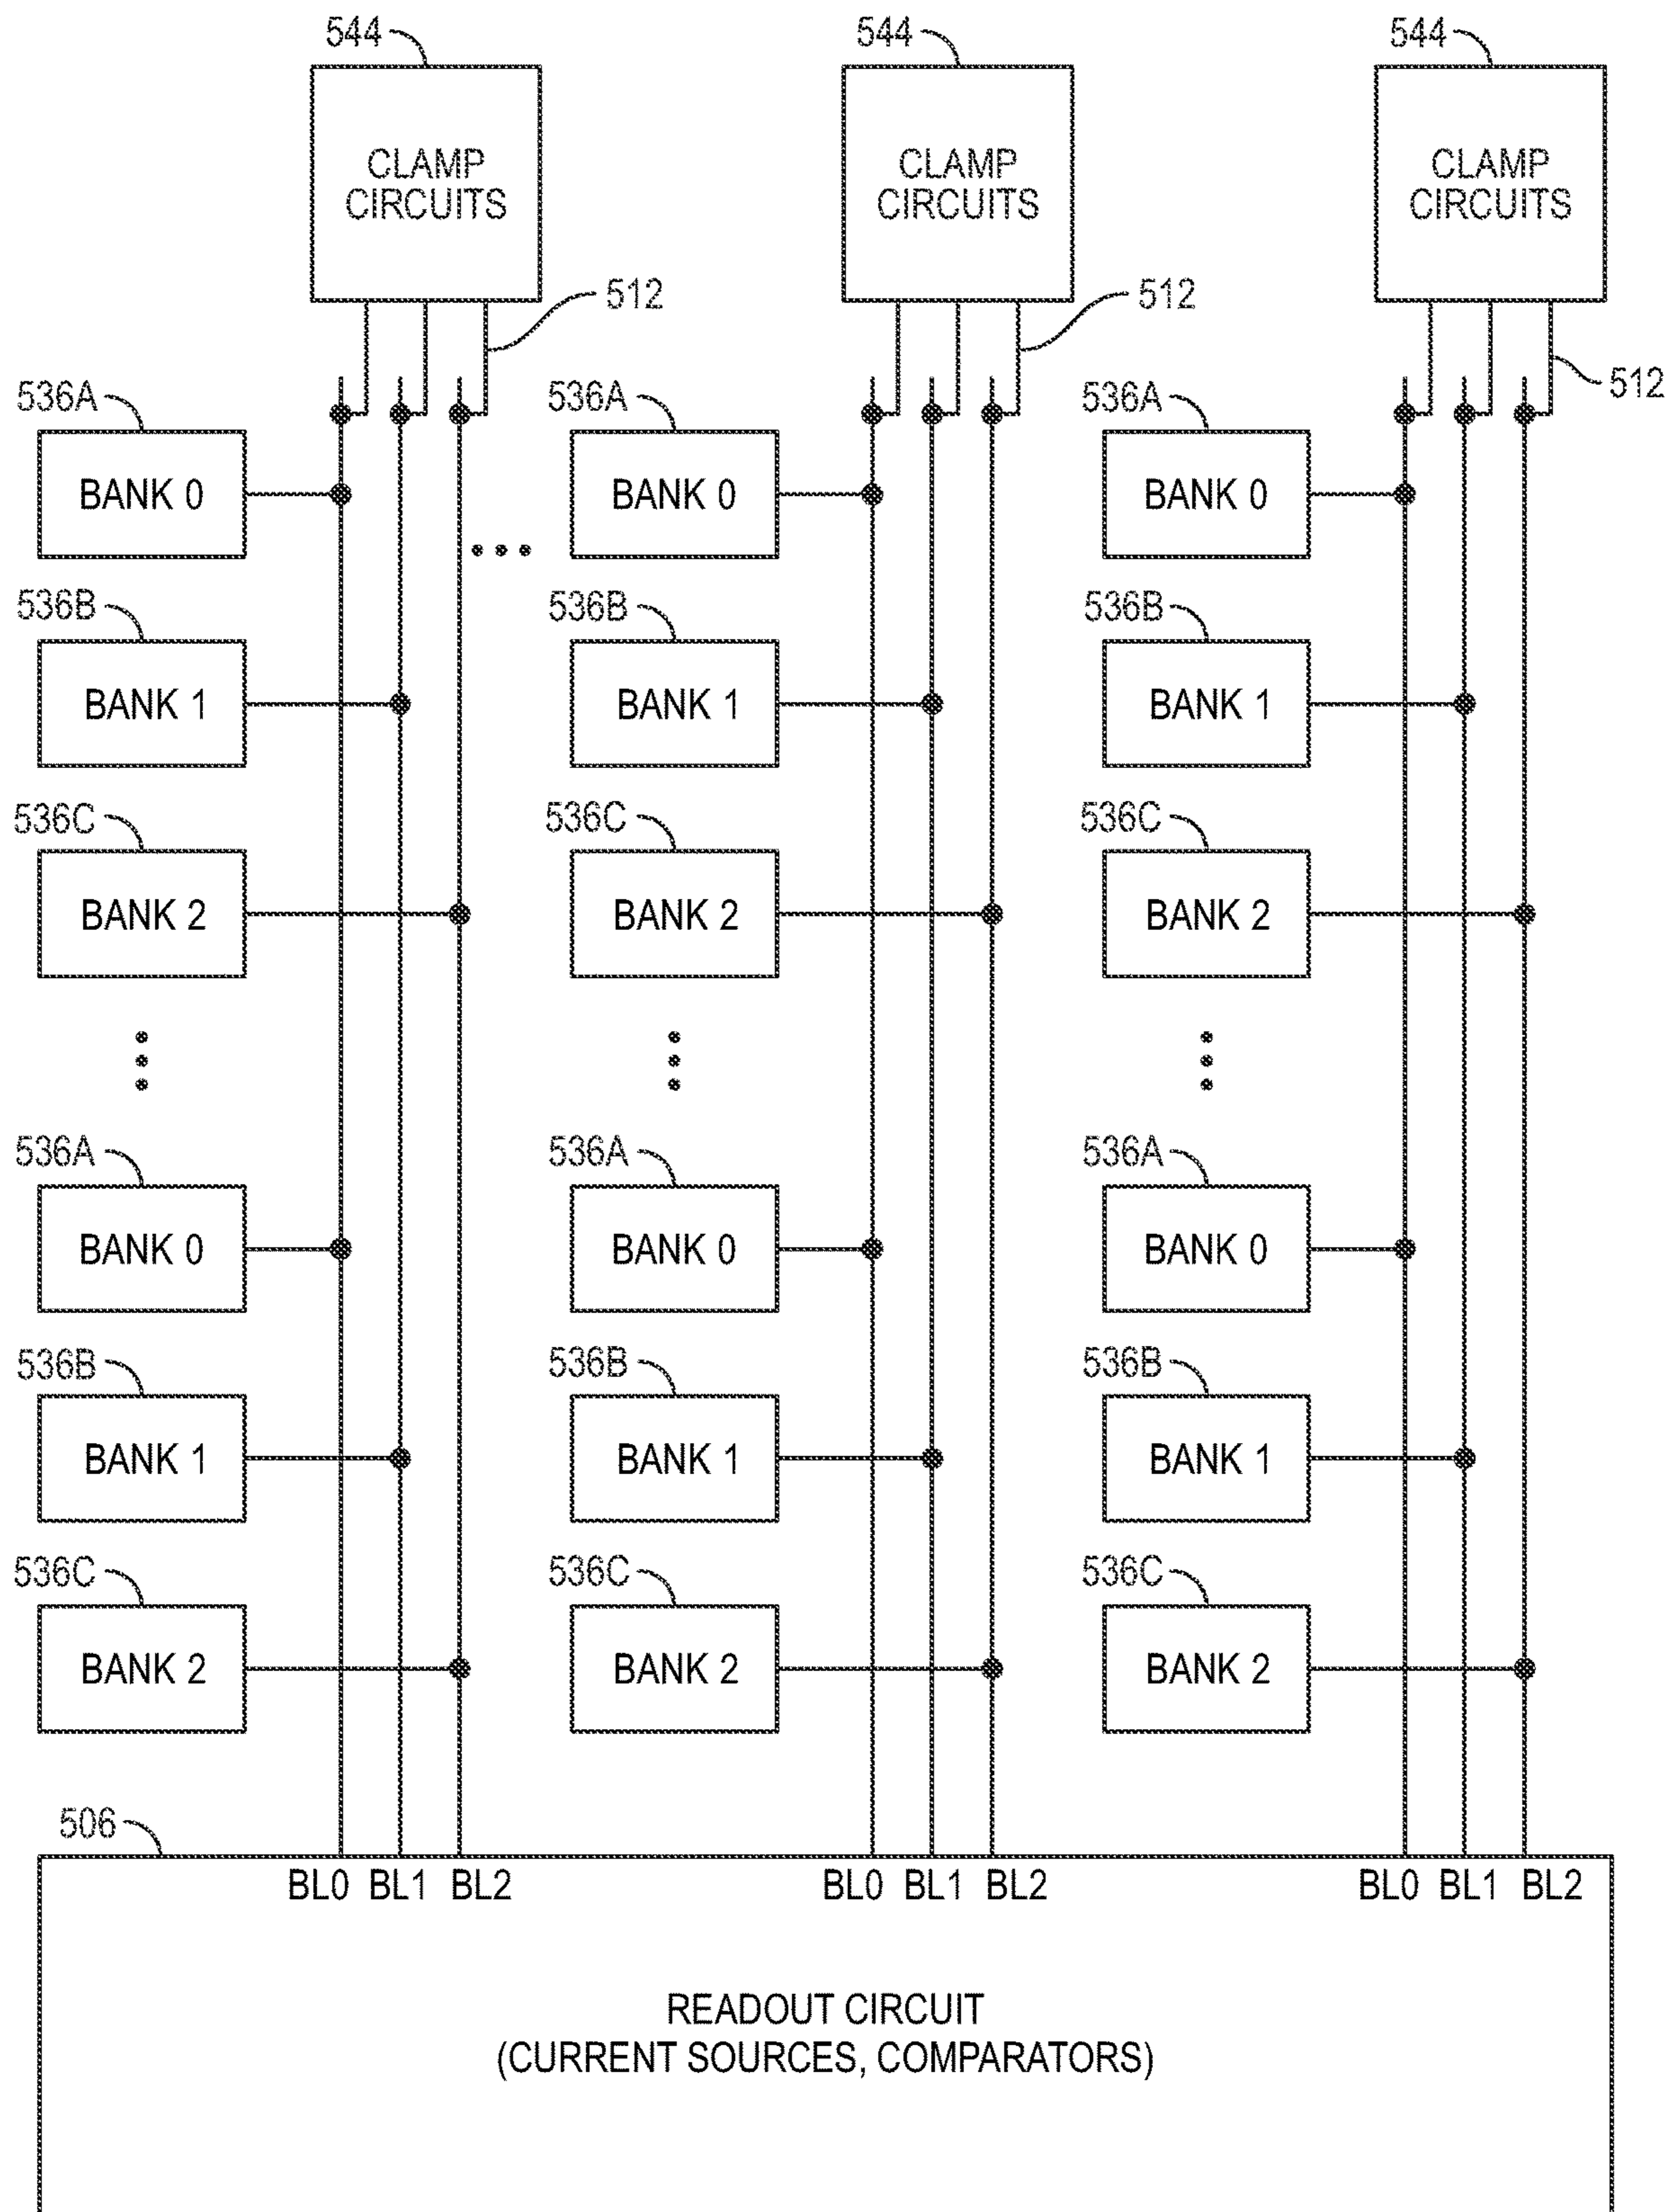 544 544 544
CLAMP CIRCUITS CLAMP CIRCUITS CLAMP CIRCUITS
512 512
512
536A 536A 536A
BANK 0 BANK 0 BANK 0
536B 536B 536B
BANK 1 BANK 1 BANK 1
536C 536C 536C
BANK 2 BANK 2 BANK 2
536A 536A 536A
BANK 0 BANK 0 BANK 0
536B 536B 536B
BANK 1 BANK 1 BANK 1
536C 536C 536C
BANK 2 BANK 2 BANK 2
506
BL0 BL1 BL2 BL0 BL1 BL2 BL0 BL1 BL2
READOUT CIRCUIT
(CURRENT SOURCES, COMPARATORS)